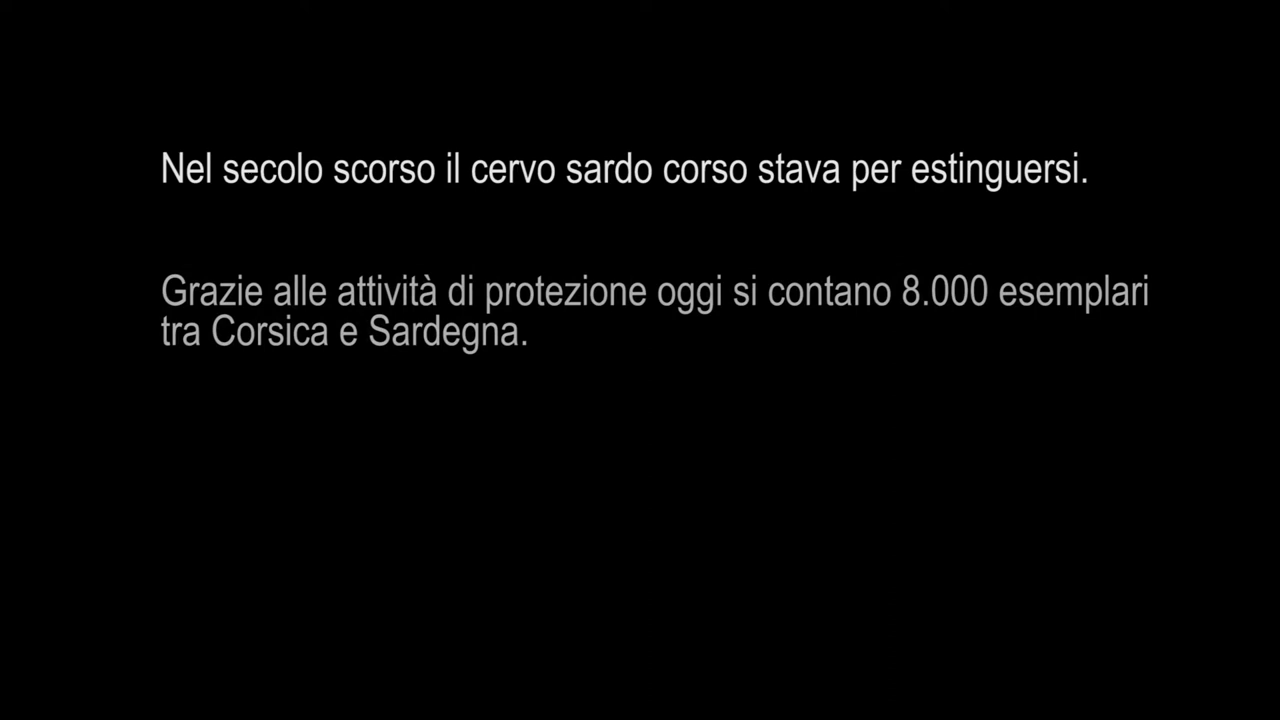 Nel secolo scorso il cervo sardo corso stava per estinguersi.
Grazie alle attività di protezione oggi si contano 8.000 esemplari
tra Corsica e Sardegna.